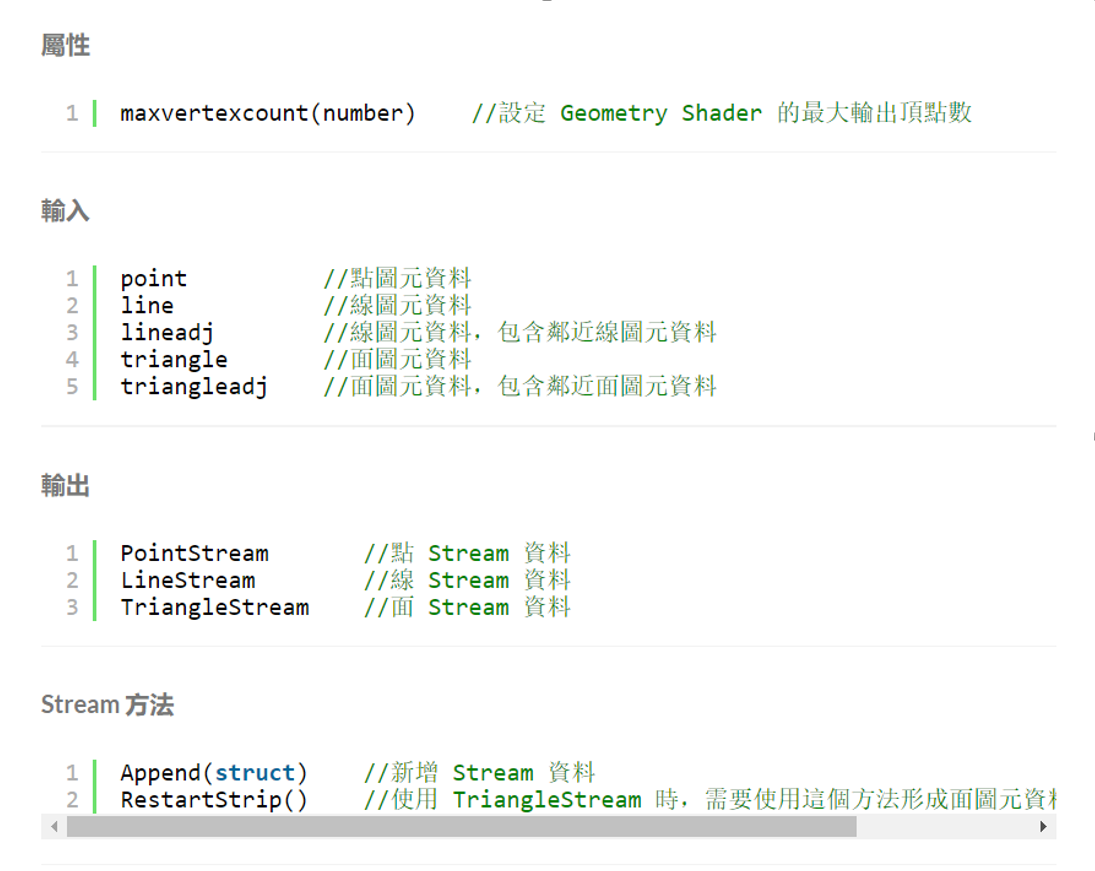 屬性
1 maxvertexcount(number) //設定 Geometry Shader 的最大輸出頂點數
輸入
1 point //點圖元資料
2 line //線圖元資料
3 lineadj //線圖元資料，包含鄰近線圖元資料
4 triangle //面圖元資料
5 triangleadj //面圖元資料，包含鄰近面圖元資料
輸出
1 PointStream //點 Stream 資料
2 LineStream //線 Stream 資料
3 TriangleStream //面 Stream 資料
Stream 方法
1 Append(struct) //新增 Stream 資料
2 RestartStrip() //使用 TriangleStream 時，需要使用這個方法形成面圖元資